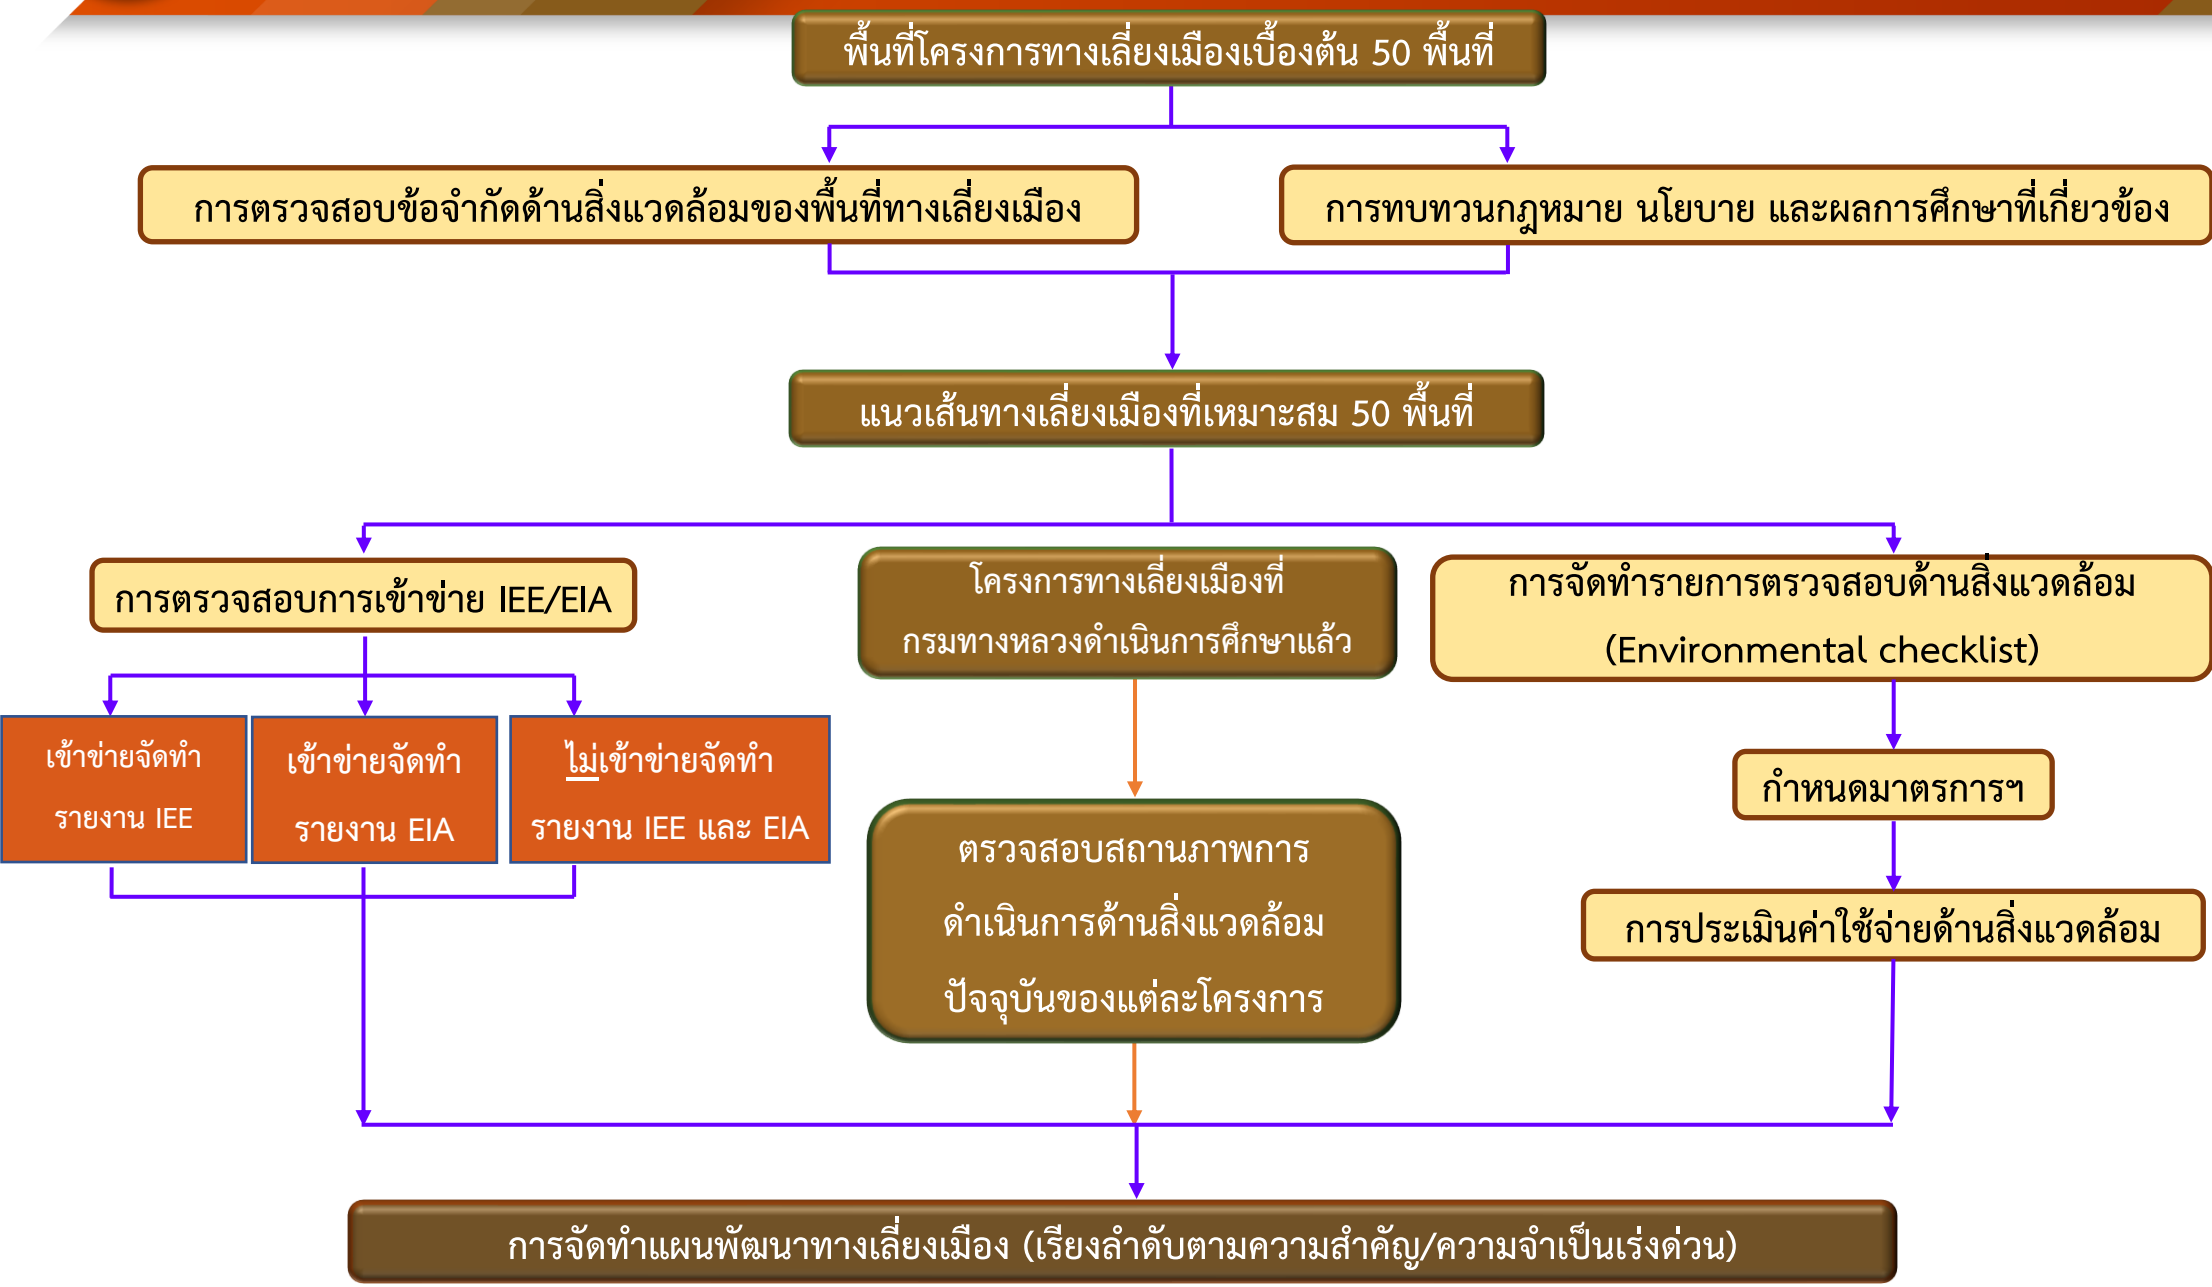 พื้นที่โครงการทางเลี่ยงเมืองเบื้องต้น 50 พื้นที่
การตรวจสอบข้อจำกัดด้านสิ่งแวดล้อมของพื้นที่ทางเลี่ยงเมือง
การทบทวนกฎหมาย นโยบาย และผลการศึกษาที่เกี่ยวข้อง
แนวเส้นทางเลี่ยงเมืองที่เหมาะสม 50 พื้นที่
การตรวจสอบการเข้าข่าย IEE/EIA
เข้าข่ายจัดทำ
รายงาน IEE
เข้าข่ายจัดทำ
รายงาน EIA
ไม่เข้าข่ายจัดทำ
รายงาน IEE และ EIA
โครงการทางเลี่ยงเมืองที่
กรมทางหลวงดำเนินการศึกษาแล้ว
ตรวจสอบสถานภาพการ
ดำเนินการด้านสิ่งแวดล้อม
ปัจจุบันของแต่ละโครงการ
การจัดทำรายการตรวจสอบด้านสิ่งแวดล้อม
(Environmental checklist)
กำหนดมาตรการฯ
การประเมินค่าใช้จ่ายด้านสิ่งแวดล้อม
การจัดทำแผนพัฒนาทางเลี่ยงเมือง (เรียงลำดับตามความสำคัญ/ความจำเป็นเร่งด่วน)